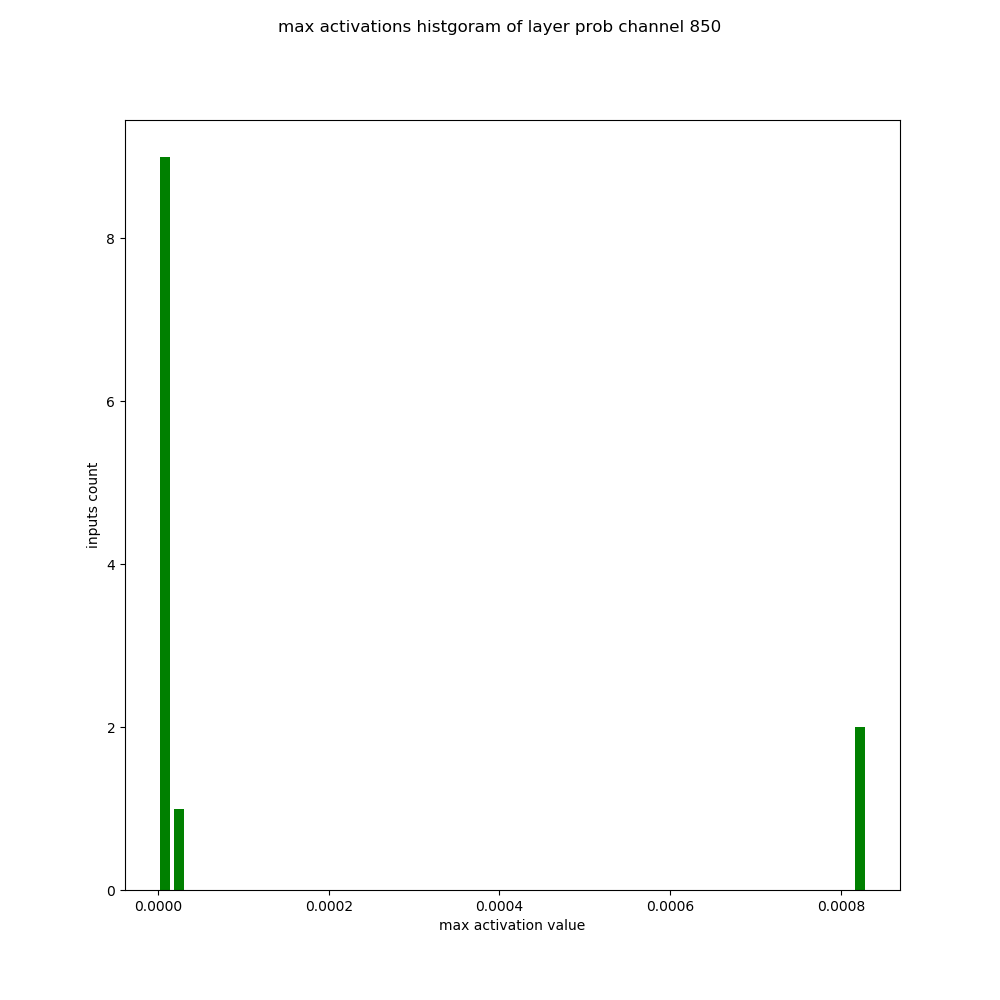 max activations histgoram of layer prob channel 850
8
6
4
2
0
inputs count
0.0000 0.0002 0.0004 0.0006 0.0008
max activation value